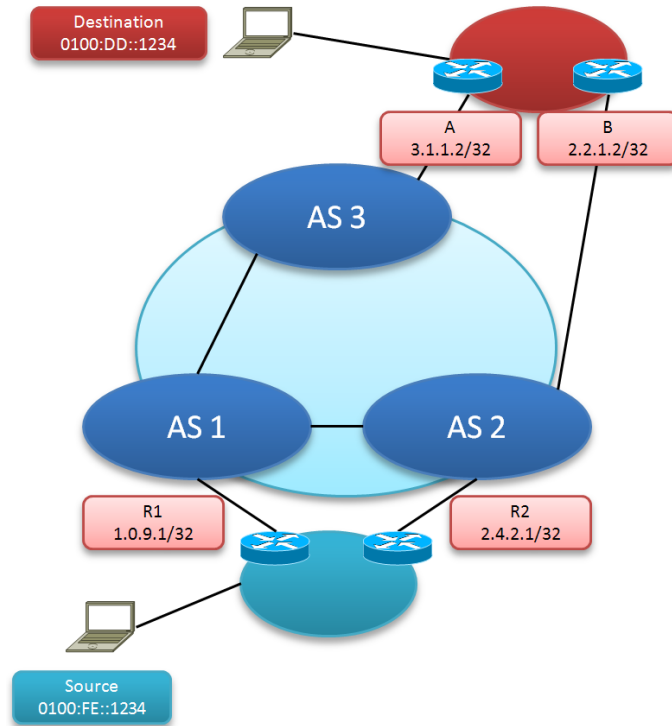 Destination
0100:DD::1234
A
3.1.1.2/32
B
2.2.1.2/32
AS 3
AS 1
AS 2
R1
1.0.9.1/32
R2
2.4.2.1/32
Source
0100:FE::1234